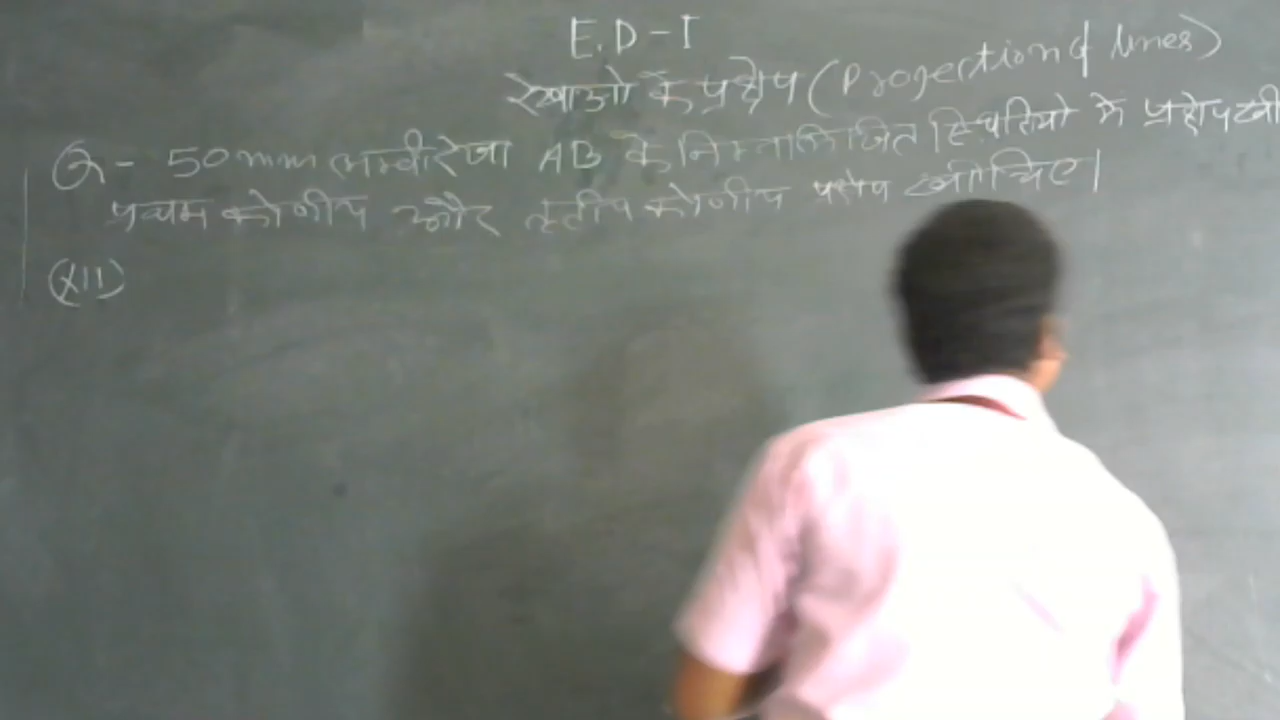 E.D-I
रेखाओ के प्रक्षेप (Projection of lines)
Q- 50mm लम्बी रेखा AB के निम्नलिखित स्थितियो मे प्रक्षेप
प्रथम कोणीय और तृतीय कोणीय प्रक्षेप खीचिए।
(XII)